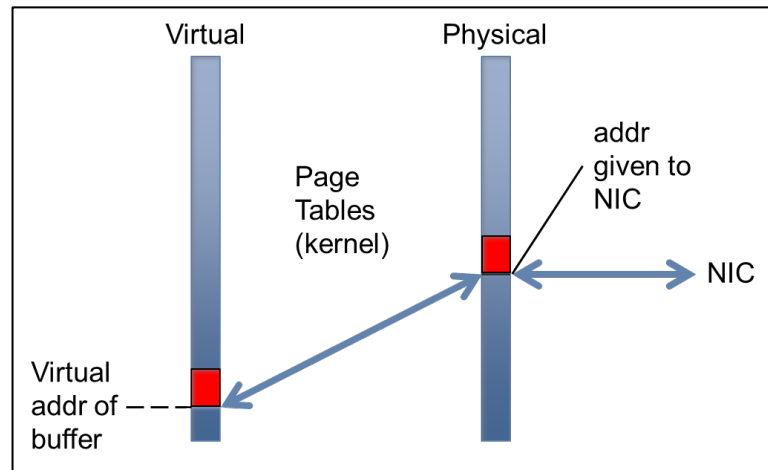 Virtual
Physical
addr
given to
NIC
Page
Tables
(kernel)
NIC
Virtual
addr of
buffer